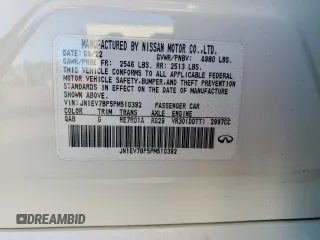 MANUFACTURED BY NISSAN MOTOR CO.,LTD.
DATE: 08/22 GVWR/PNBV: 4980 LBS.
GAWR/PNBE FR: 2546 LBS. RR: 2513 LBS.
THIS VEHICLE CONFORMS TO ALL APPLICABLE FEDERAL
MOTOR VEHICLE SAFETY, BUMPER, AND THEFT PREVENTION
STANDARDS IN EFFECT ON THE DATE OF MANUFACTURE
SHOWN ABOVE.
VIN: JN1EV7BP5PM510392 PASSENGER CAR
COLOR TRIM TRANS AXLE ENGINE
QAB G RE7R01A R029 VR30(DDTT) 2997CC
JN1EV7BP5PM510392
DREAMBID